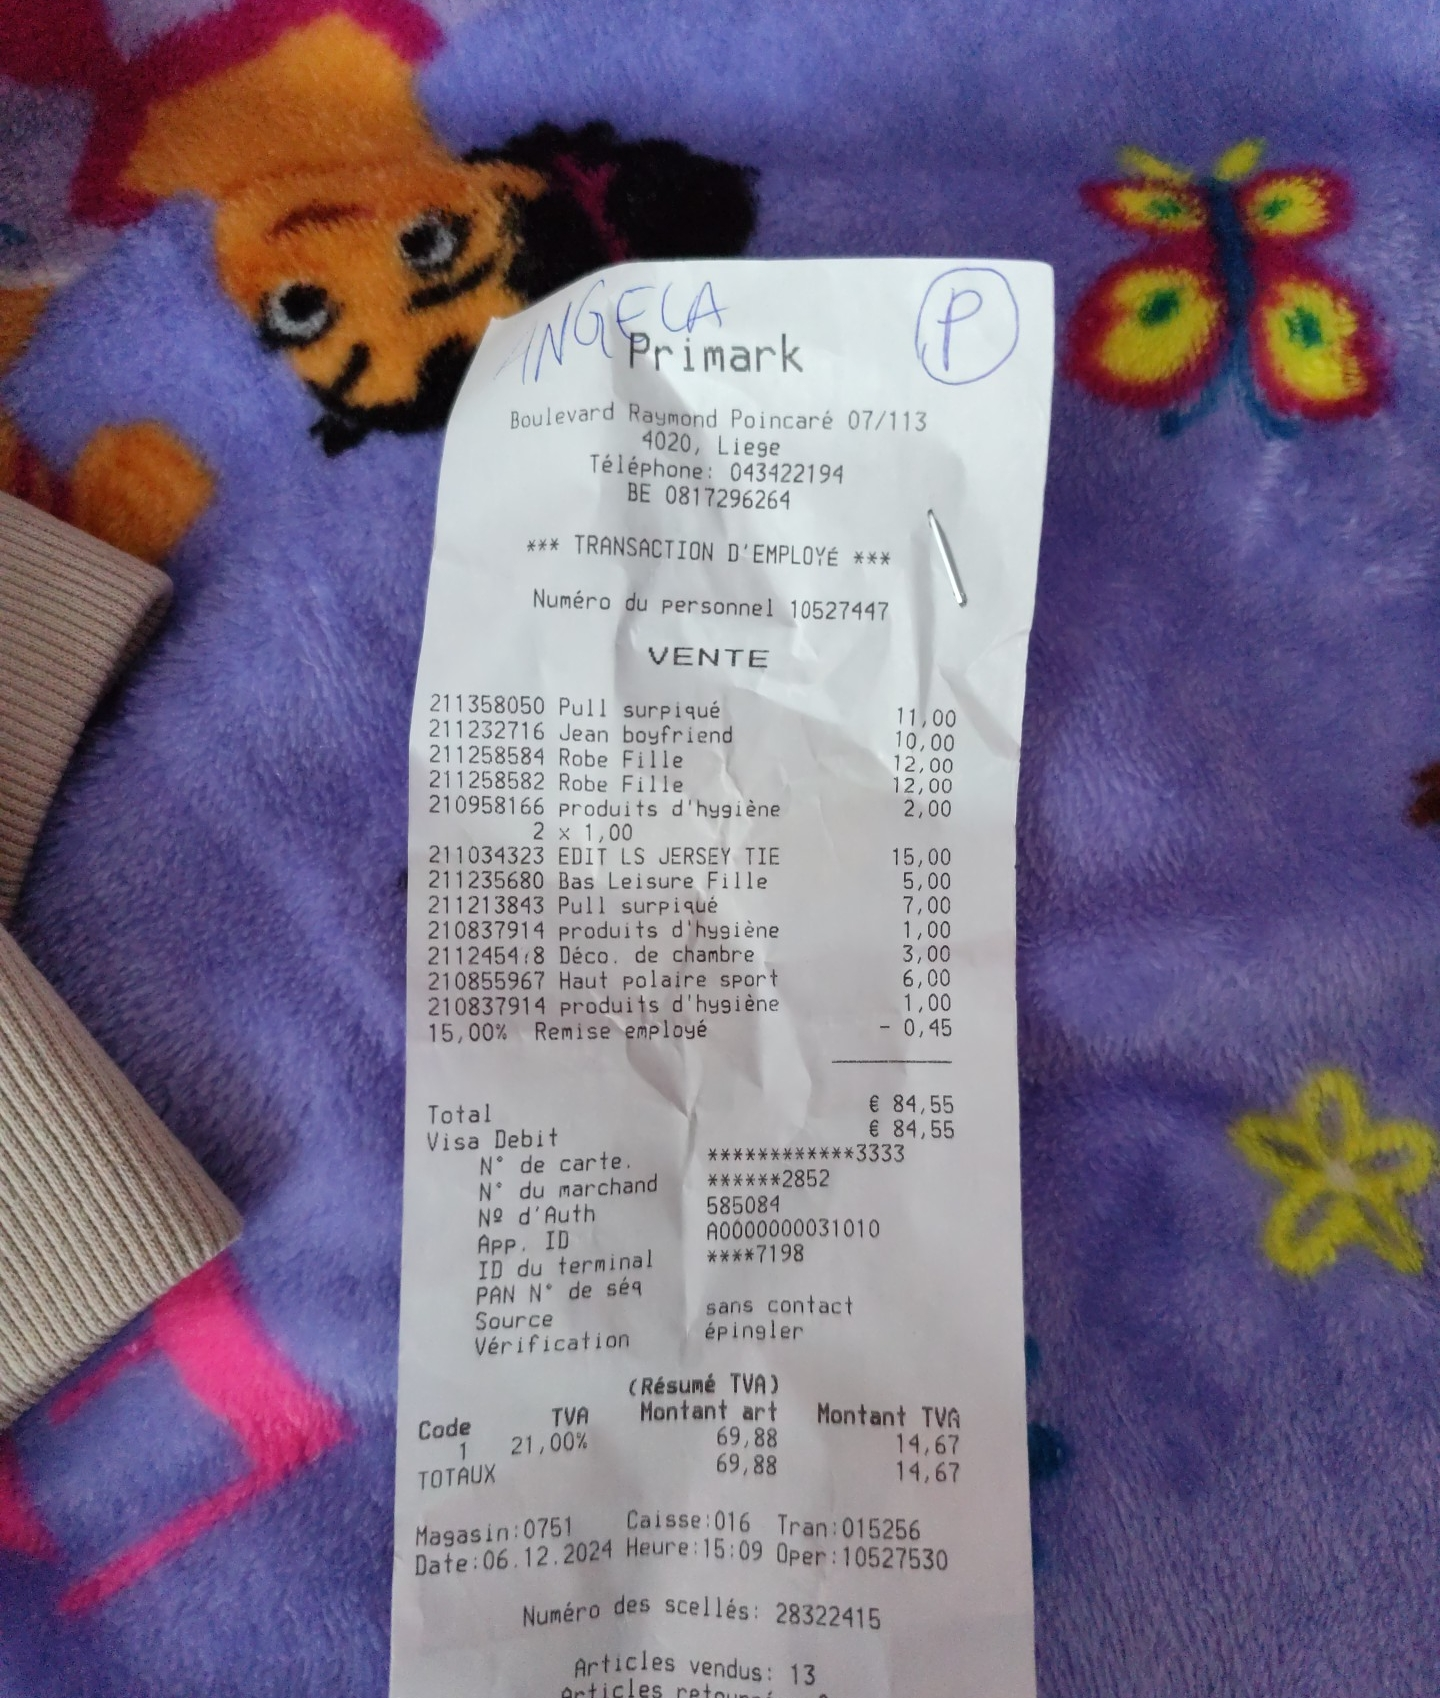 ANGELA
P
Primark
Boulevard Raymond Poincaré 07/113
4020, Liege
Téléphone: 043422194
BE 0817296264
*** TRANSACTION D'EMPLOYÉ ***
Numéro du personnel 10527447
VENTE
211358050 Pull surpiqué 11,00
211232716 Jean boyfriend 10,00
211258584 Robe Fille 12,00
211258582 Robe Fille 12,00
210958166 produits d'hygiène 2,00
2 x 1,00
211034323 EDIT LS JERSEY TIE 15,00
211235680 Bas Leisure Fille 5,00
211213843 Pull surpiqué 7,00
210837914 produits d'hygiène 1,00
Déco. de chambre 3,00
210855967 Haut polaire sport 6,00
210837914 produits d'hygiène 1,00
15,00% Remise employé - 0,45
Total € 84,55
Visa Debit € 84,55
N° de carte. ************3333
N° du marchand ******2852
Nº d'Auth 585084
App. ID A0000000031010
ID du terminal ****7198
PAN N° de séq
Source sans contact
Vérification épingler
(Résumé TVA)
Code TVA Montant art Montant TVA
1 21,00% 69,88 14,67
TOTAUX 69,88 14,67
Magasin:0751 Caisse:016 Tran:015256
Date:06.12.2024 Heure:15:09 Oper:10527530
Numéro des scellés: 28322415
Articles vendus: 13
Articles